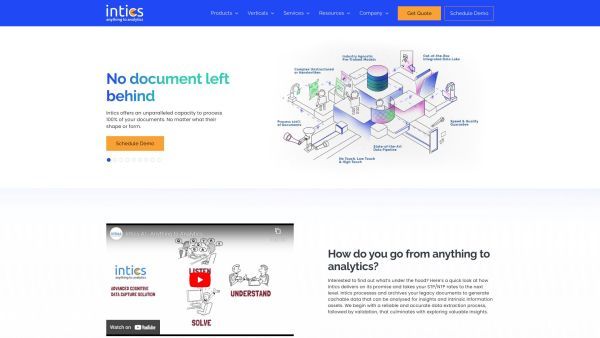 intics
anything to analytics
Products
Verticals
Services
Resources
Company
Get Quote
Schedule Demo
No document left
behind
Intics offers an unparalleled capacity to process
100% of your documents. No matter what their
shape or form.
Schedule Demo
Industry Agnostic
Pre-Trained Models
Out-of-the-Box
Integrated Data Lake
Complex Unstructured
or Handwritten
Process 100%
of Documents
Speed & Quality
Guarantee
State-of-the-Art
Data Pipeline
No Touch, Low Touch
& High Touch
Intics AI - Anything to Analytics
intics
anything to analytics
ADVANCED COGNITIVE
DATA CAPTURE SOLUTION
LISTEN
UNDERSTAND
SOLVE
Watch on YouTube
How do you go from anything to
analytics?
Interested to find out what's under the hood? Here's a quick look at how
Intics delivers on its promise and takes your STP/NTP rates to the next
level. Intics processes and archives your legacy documents to generate
cachable data that can be analysed for insights and intrinsic information
assets. We begin with a reliable and accurate data extraction process,
followed by validation, that culminates with exploring valuable insights.